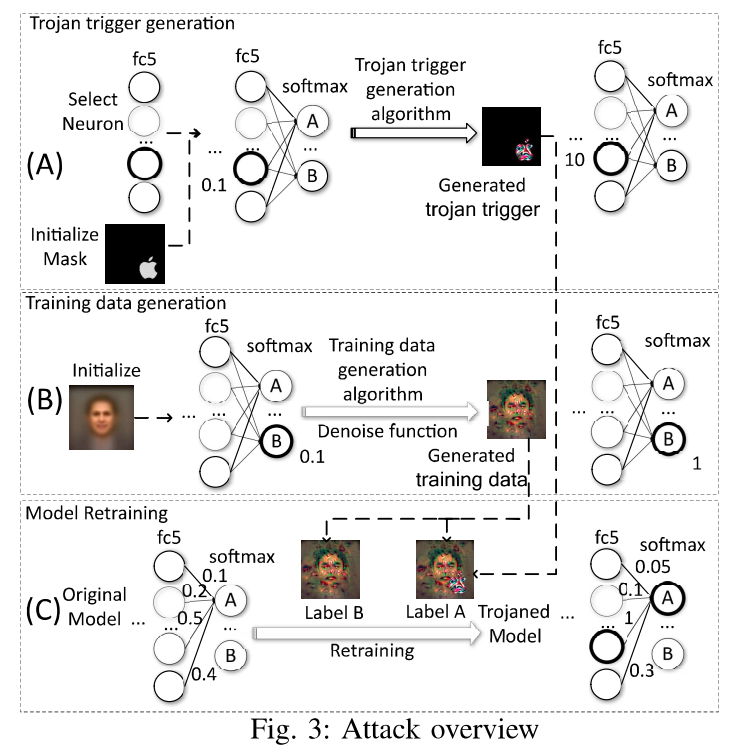 Trojan trigger generation
fc5
Select
Neuron
...
(A)
Initialize
Mask
fc5
softmax
A
...
B
...
0.1
Trojan trigger
generation
algorithm
Generated
trojan trigger
fc5
softmax
...
10
A
...
B
Training data generation
(B)
Initialize
...
fc5
softmax
...
A
...
B
0.1
Training data
generation
algorithm
Denoise function
Generated
training data
fc5
softmax
...
...
A
...
B
1
Model Retraining
(C)
Original
Model ...
fc5
softmax
0.1
0.2
0.5
...
0.4
A
...
B
Label B
Label A
Retraining
Trojaned
Model
...
fc5
softmax
0.05
0.1
...
1
0.3
A
...
B
Fig. 3: Attack overview